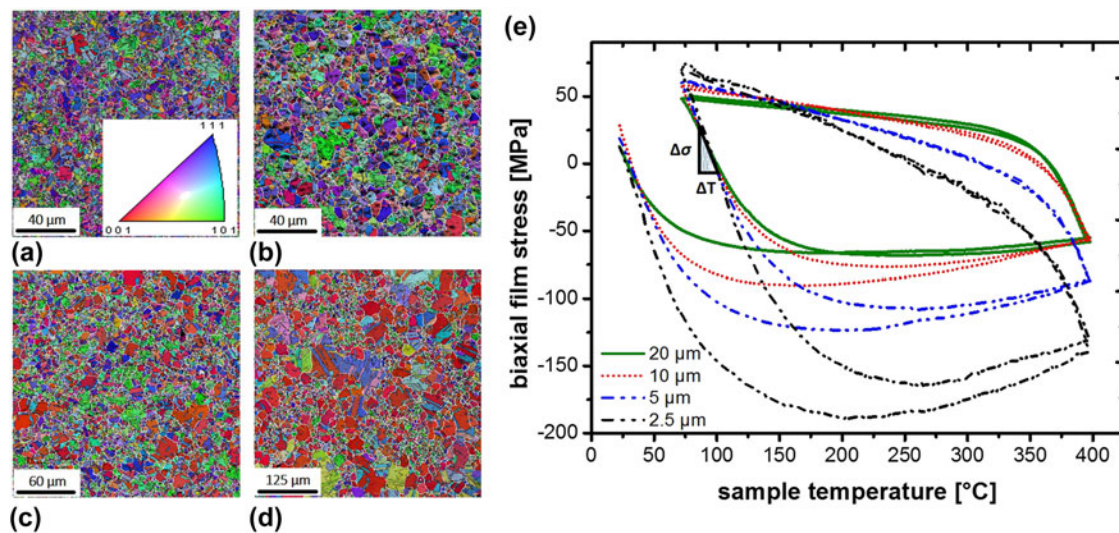 (a)
1 1 1
0 0 1
1 0 1
40 µm
(b)
40 µm
(c)
60 µm
(d)
125 µm
(e)
biaxial film stress [MPa]
50
0
-50
-100
-150
-200
Δσ
ΔT
20 µm
10 µm
5 µm
2.5 µm
0 50 100 150 200 250 300 350 400
sample temperature [°C]